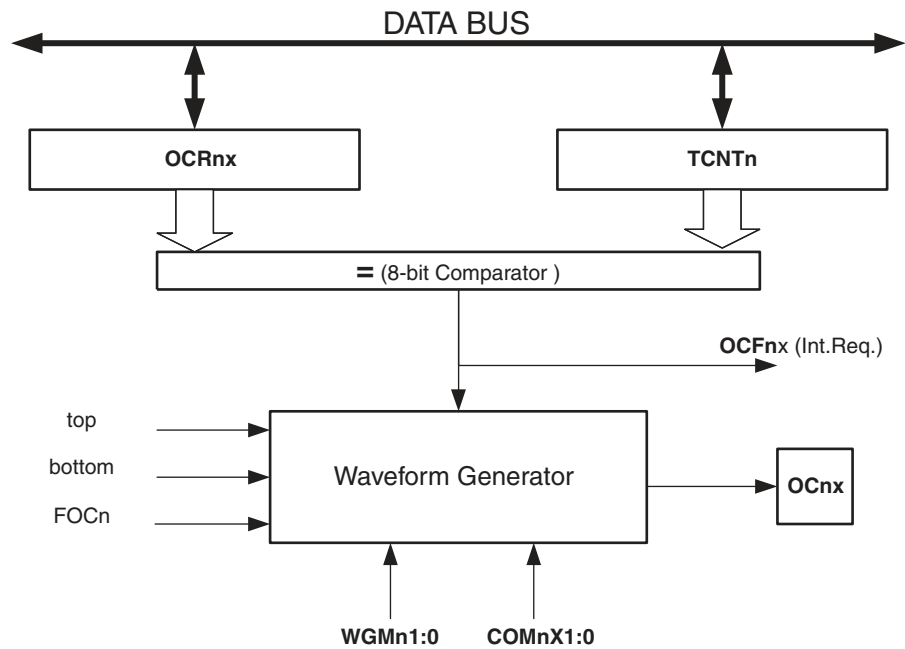 DATA BUS
OCRnx
TCNTn
= (8-bit Comparator )
OCFnx (Int.Req.)
top
bottom
FOCn
Waveform Generator
OCnx
WGMn1:0
COMnX1:0